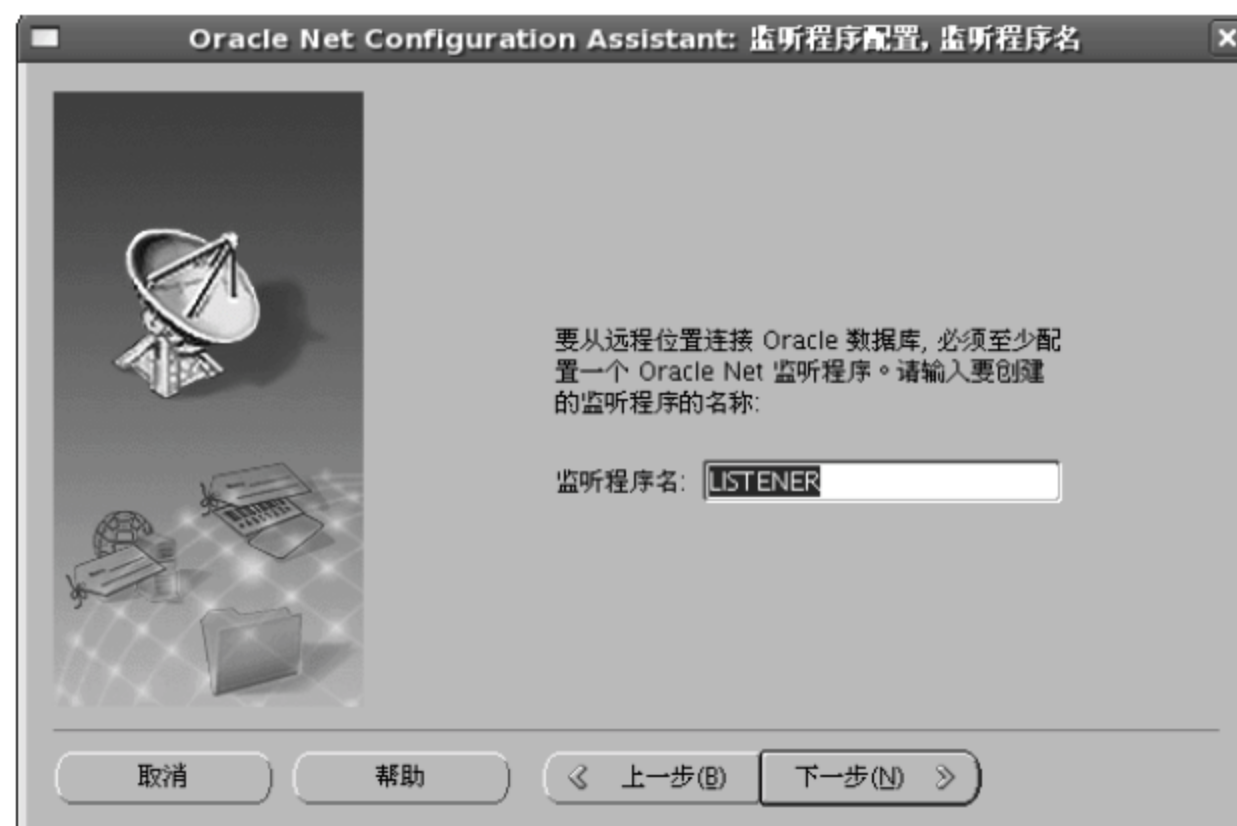 Oracle Net Configuration Assistant: 监听程序配置, 监听程序名
要从远程位置连接 Oracle 数据库, 必须至少配
置一个 Oracle Net 监听程序。请输入要创建
的监听程序的名称:
监听程序名: LISTENER
取消 帮助 上一步(B) 下一步(N)